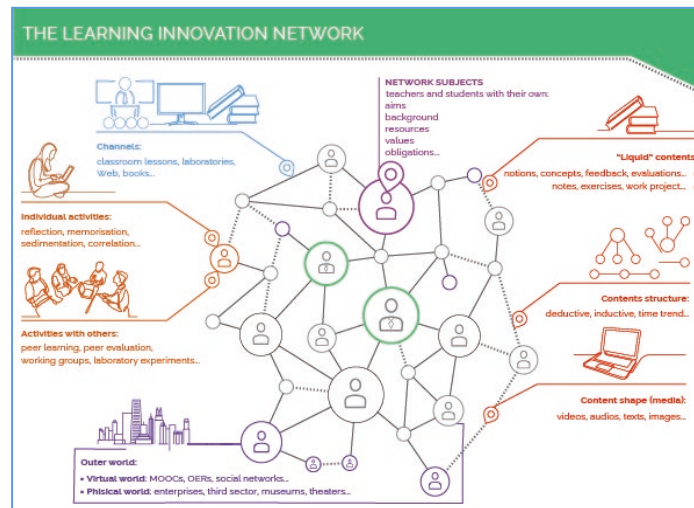 THE LEARNING INNOVATION NETWORK
NETWORK SUBJECTS
teachers and students with their own:
aims
background
resources
values
obligations...
Channels:
classroom lessons, laboratories,
Web, books...
"Liquid" contents
notions, concepts, feedback, evaluations...
notes, exercises, work project...
Individual activities:
reflection, memorisation,
sedimentation, correlation...
Contents structure:
deductive, inductive, time trend...
Activities with others:
peer learning, peer evaluation,
working groups, laboratory experiments...
Content shape (media):
videos, audios, texts, images...
Outer world:
• Virtual world: MOOCs, OERs, social networks...
• Phisical world: enterprises, third sector, museums, theaters...